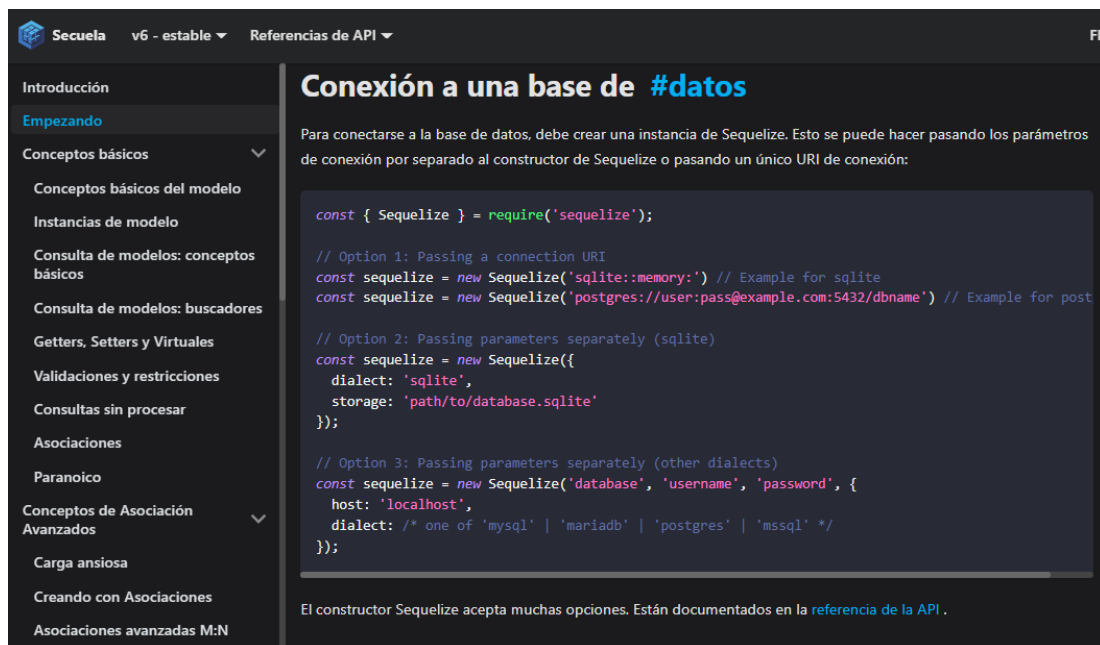 Secuela v6 - estable Referencias de API
Introducción
Empezando
Conceptos básicos
Conceptos básicos del modelo
Instancias de modelo
Consulta de modelos: conceptos
básicos
Consulta de modelos: buscadores
Getters, Setters y Virtuales
Validaciones y restricciones
Consultas sin procesar
Asociaciones
Paranoico
Conceptos de Asociación
Avanzados
Carga ansiosa
Creando con Asociaciones
Asociaciones avanzadas M:N
Conexión a una base de #datos
Para conectarse a la base de datos, debe crear una instancia de Sequelize. Esto se puede hacer pasando los parámetros
de conexión por separado al constructor de Sequelize o pasando un único URI de conexión:
const { Sequelize } = require('sequelize');
// Option 1: Passing a connection URI
const sequelize = new Sequelize('sqlite::memory:') // Example for sqlite
const sequelize = new Sequelize('postgres://user:pass@example.com:5432/dbname') // Example for post
// Option 2: Passing parameters separately (sqlite)
const sequelize = new Sequelize({
  dialect: 'sqlite',
  storage: 'path/to/database.sqlite'
});
// Option 3: Passing parameters separately (other dialects)
const sequelize = new Sequelize('database', 'username', 'password', {
  host: 'localhost',
  dialect: /* one of 'mysql' | 'mariadb' | 'postgres' | 'mssql' */
});
El constructor Sequelize acepta muchas opciones. Están documentados en la referencia de la API .